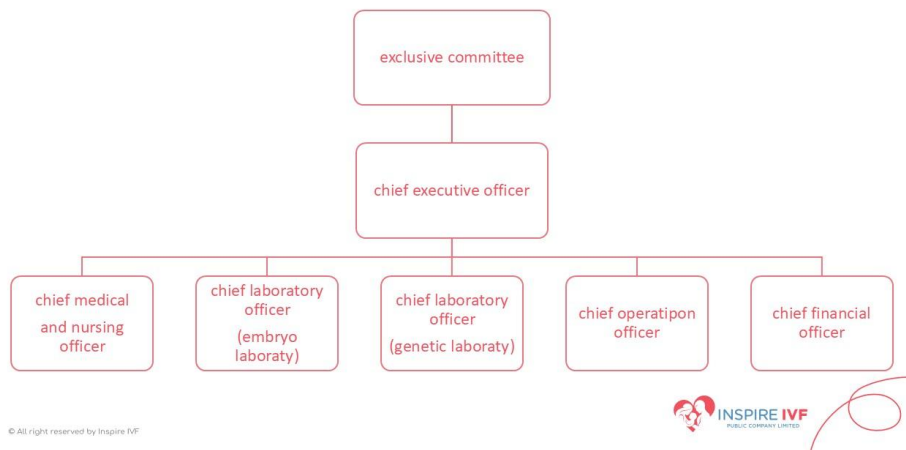 exclusive committee
chief executive officer
chief medical
and nursing
officer
chief laboratory
officer
(embryo
laboraty)
chief laboratory
officer
(genetic laboraty)
chief operatipon
officer
chief financial
officer
INSPIRE IVF
PUBLIC COMPANY LIMITED
© All right reserved by Inspire IVF